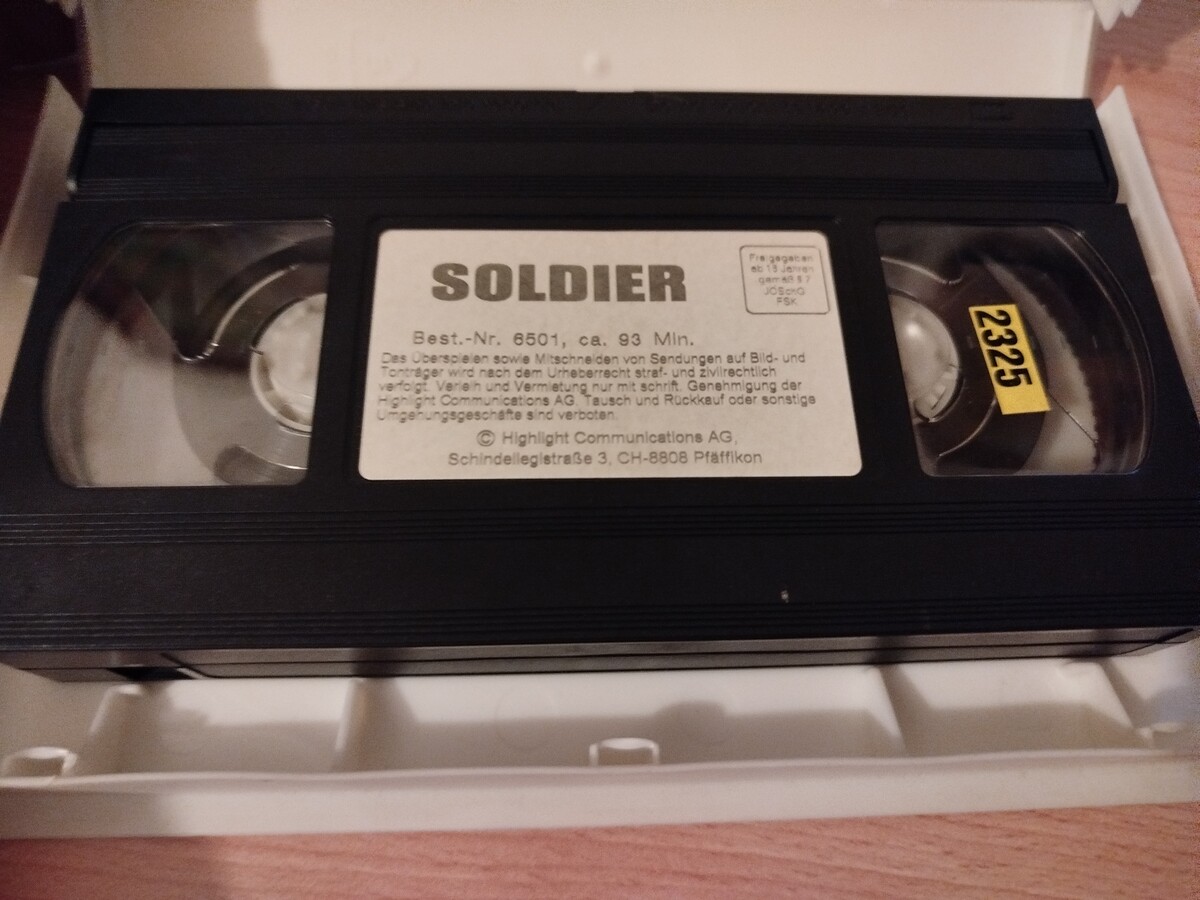 SOLDIER
Freigegeben
ab 18 Jahren
gemäß § 7
JÖSchG
FSK
Best.-Nr. 6501, ca. 93 Min.
Das Überspielen sowie Mitschneiden von Sendungen auf Bild- und
Tonträger wird nach dem Urheberrecht straf- und zivilrechtlich
verfolgt. Verleih und Vermietung nur mit schrift. Genehmigung der
Highlight Communications AG. Tausch und Rückkauf oder sonstige
Umgehungsgeschäfte sind verboten.
© Highlight Communications AG,
Schindellegistraße 3, CH-8808 Pfäffikon
2325